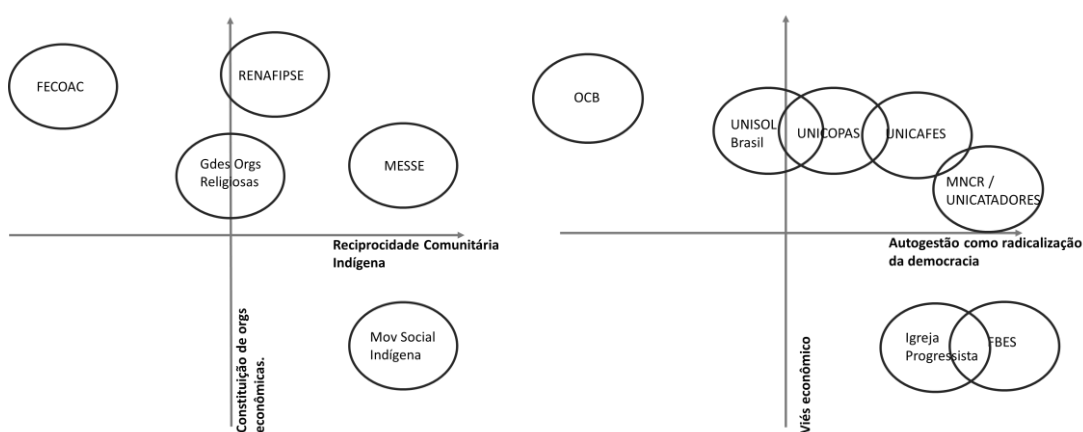 FECOAC
RENAFIPSE
Gdes Orgs
Religiosas
MESSE
Reciprocidade Comunitária
Indígena
Mov Social
Indígena
Constituição de orgs
econômicas.
OCB
UNISOL
Brasil
UNICOPAS
UNICAFES
MNCR /
UNICATADORES
Autogestão como radicalização
da democracia
Igreja
Progressista
FBES
Viés econômico